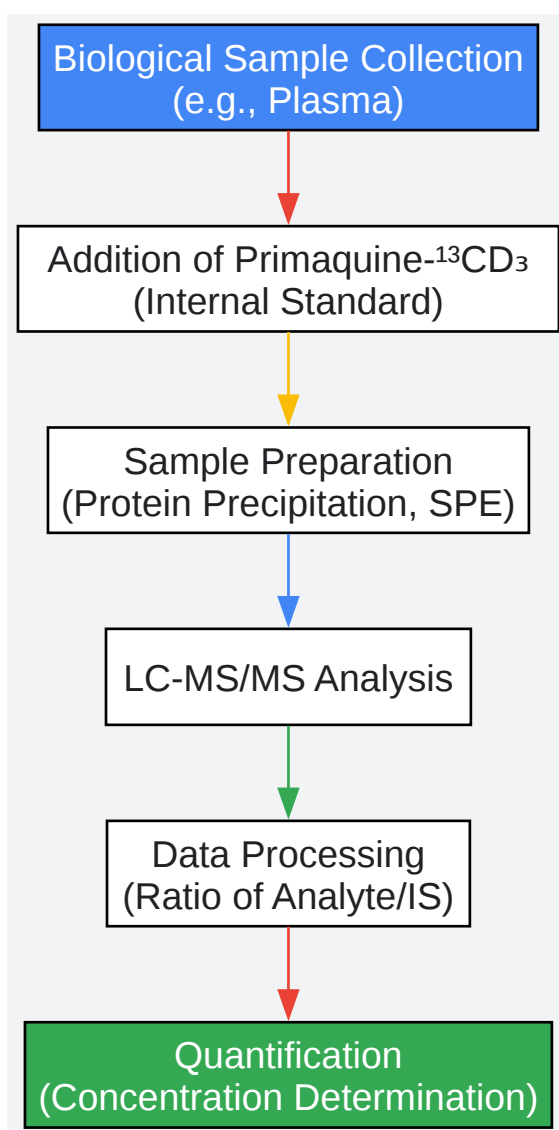 Biological Sample Collection
(e.g., Plasma)
Addition of Primaquine-¹³CD₃
(Internal Standard)
Sample Preparation
(Protein Precipitation, SPE)
LC-MS/MS Analysis
Data Processing
(Ratio of Analyte/IS)
Quantification
(Concentration Determination)